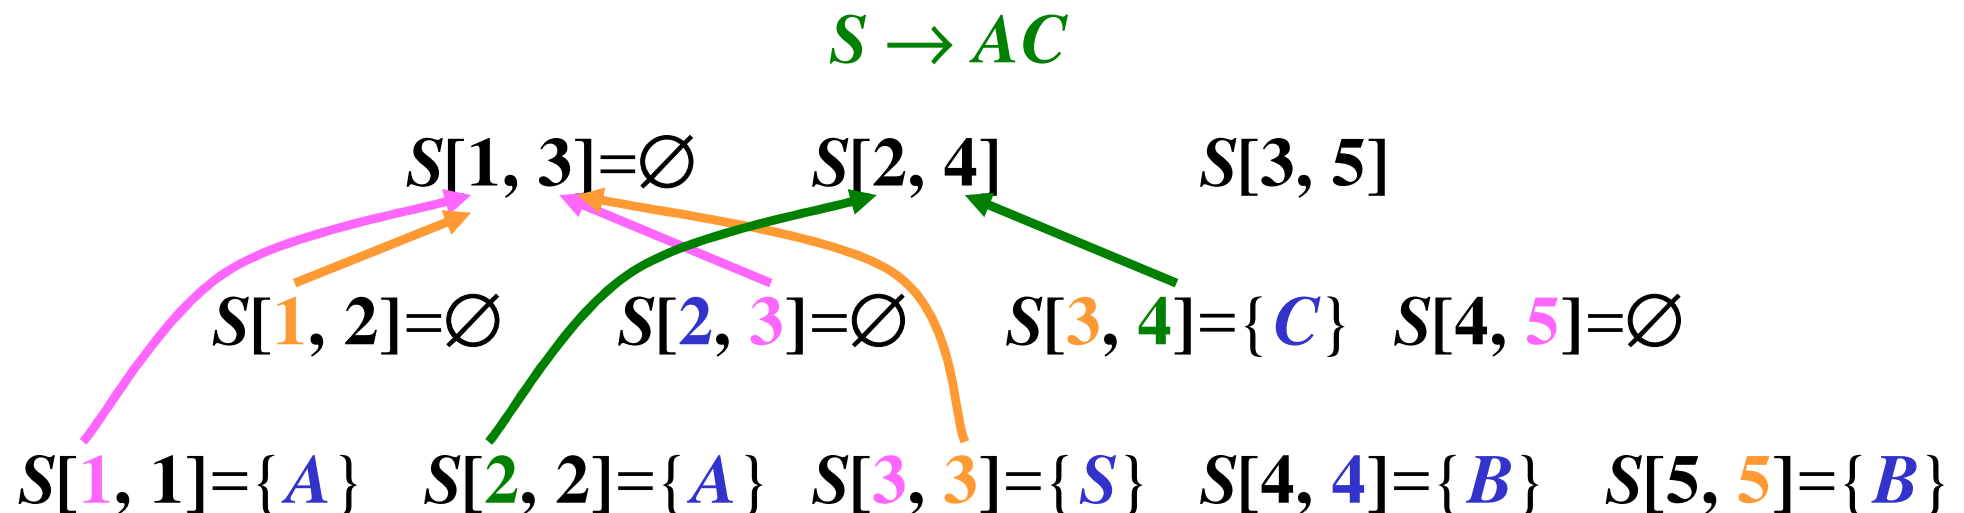 S → AC
S[1, 3]=∅ S[2, 4] S[3, 5]
S[1, 2]=∅ S[2, 3]=∅ S[3, 4]={C} S[4, 5]=∅
S[1, 1]={A} S[2, 2]={A} S[3, 3]={S} S[4, 4]={B} S[5, 5]={B}